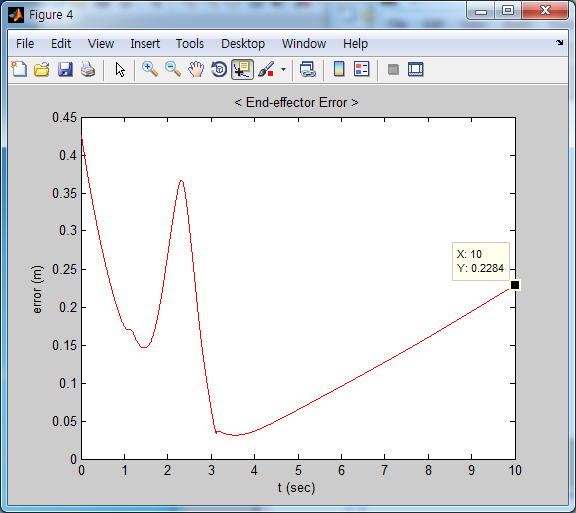 Figure 4
File Edit View Insert Tools Desktop Window Help
< End-effector Error >
0.45
0.4
0.35
0.3
0.25
0.2
0.15
0.1
0.05
0
error (m)
X: 10
Y: 0.2284
0 1 2 3 4 5 6 7 8 9 10
t (sec)